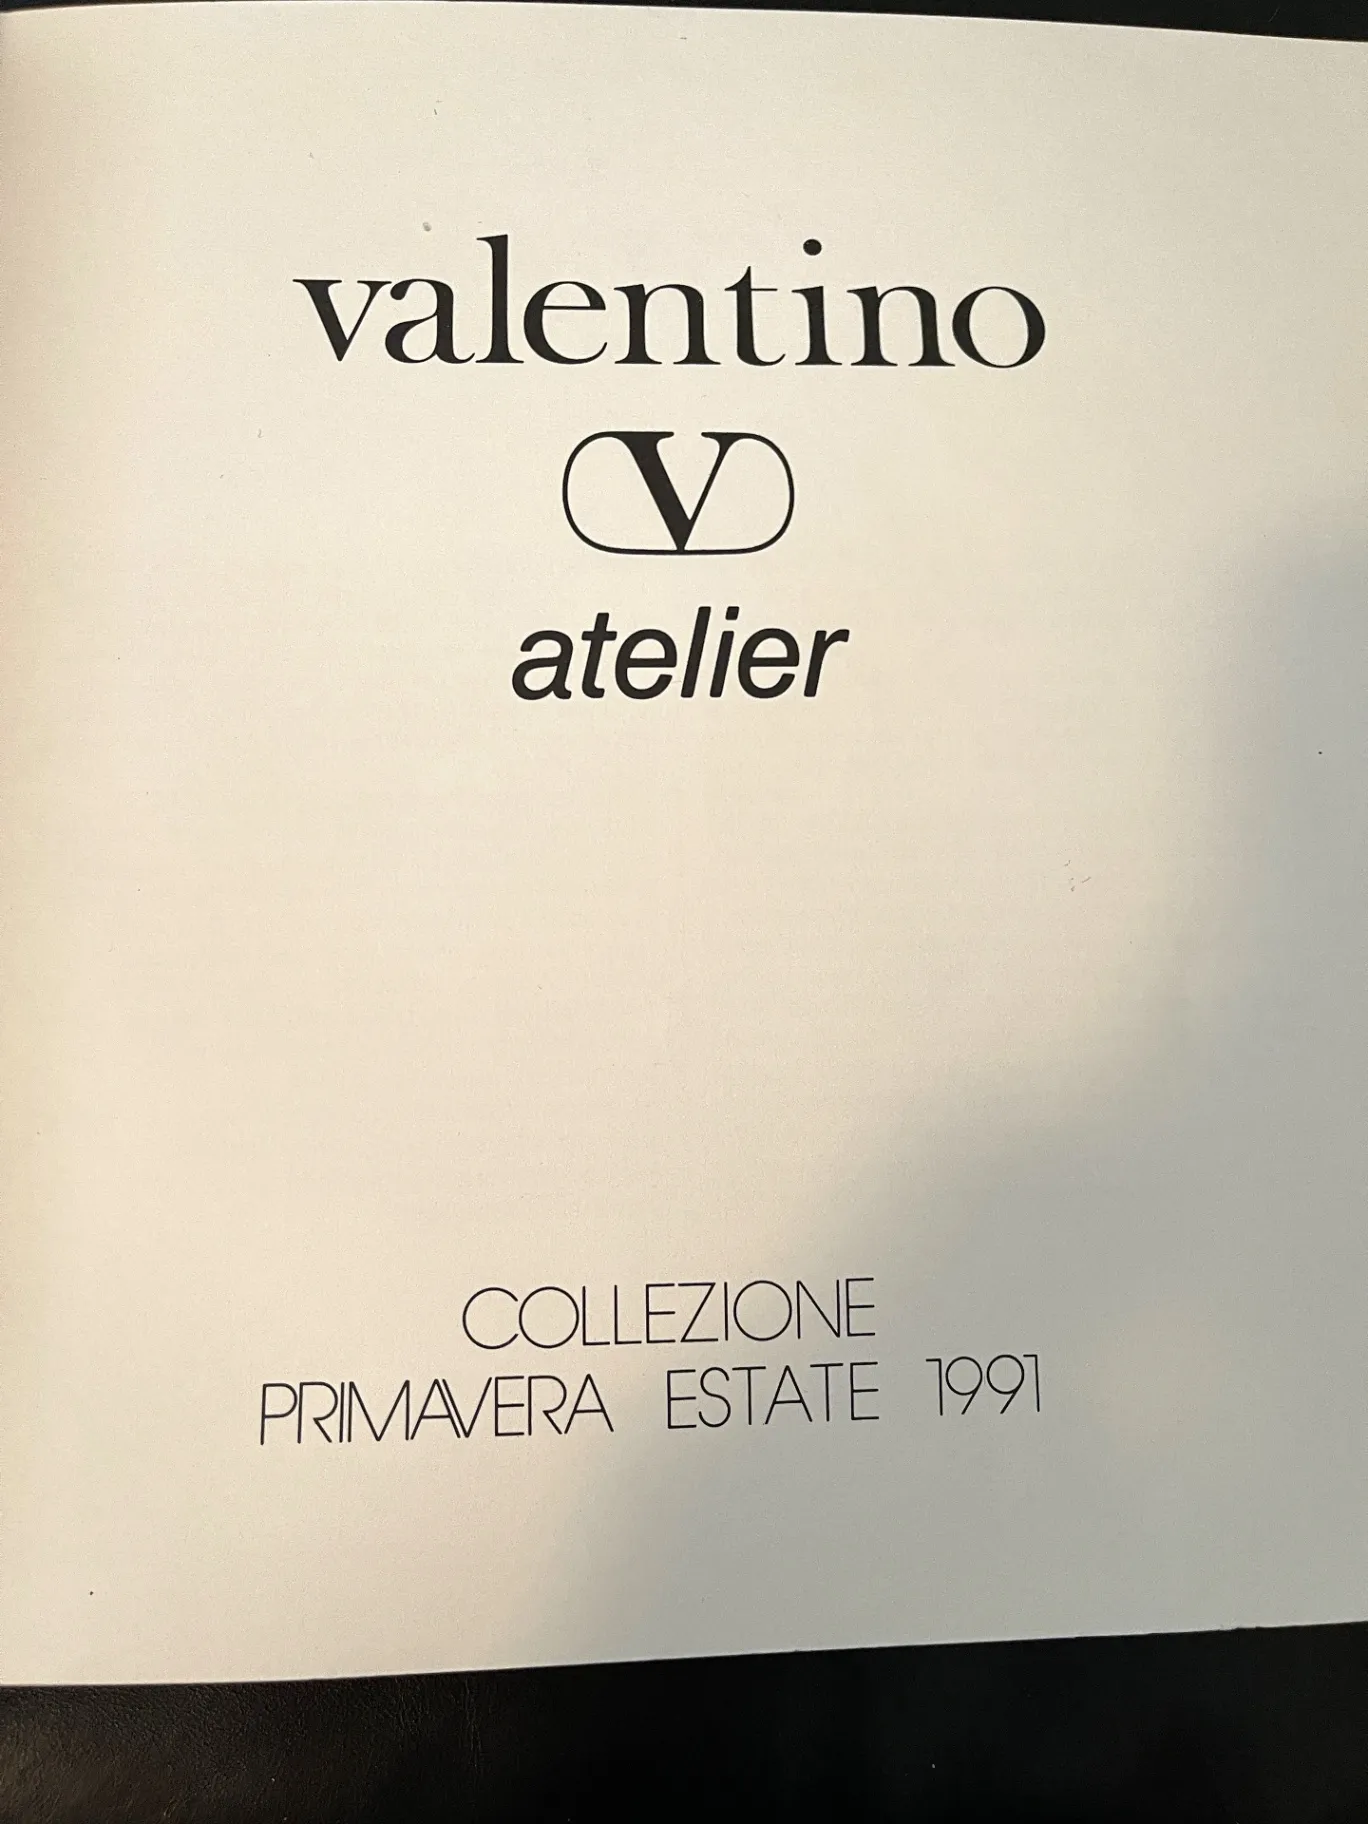 valentino
V
atelier
COLLEZIONE
PRIMAVERA ESTATE 1991